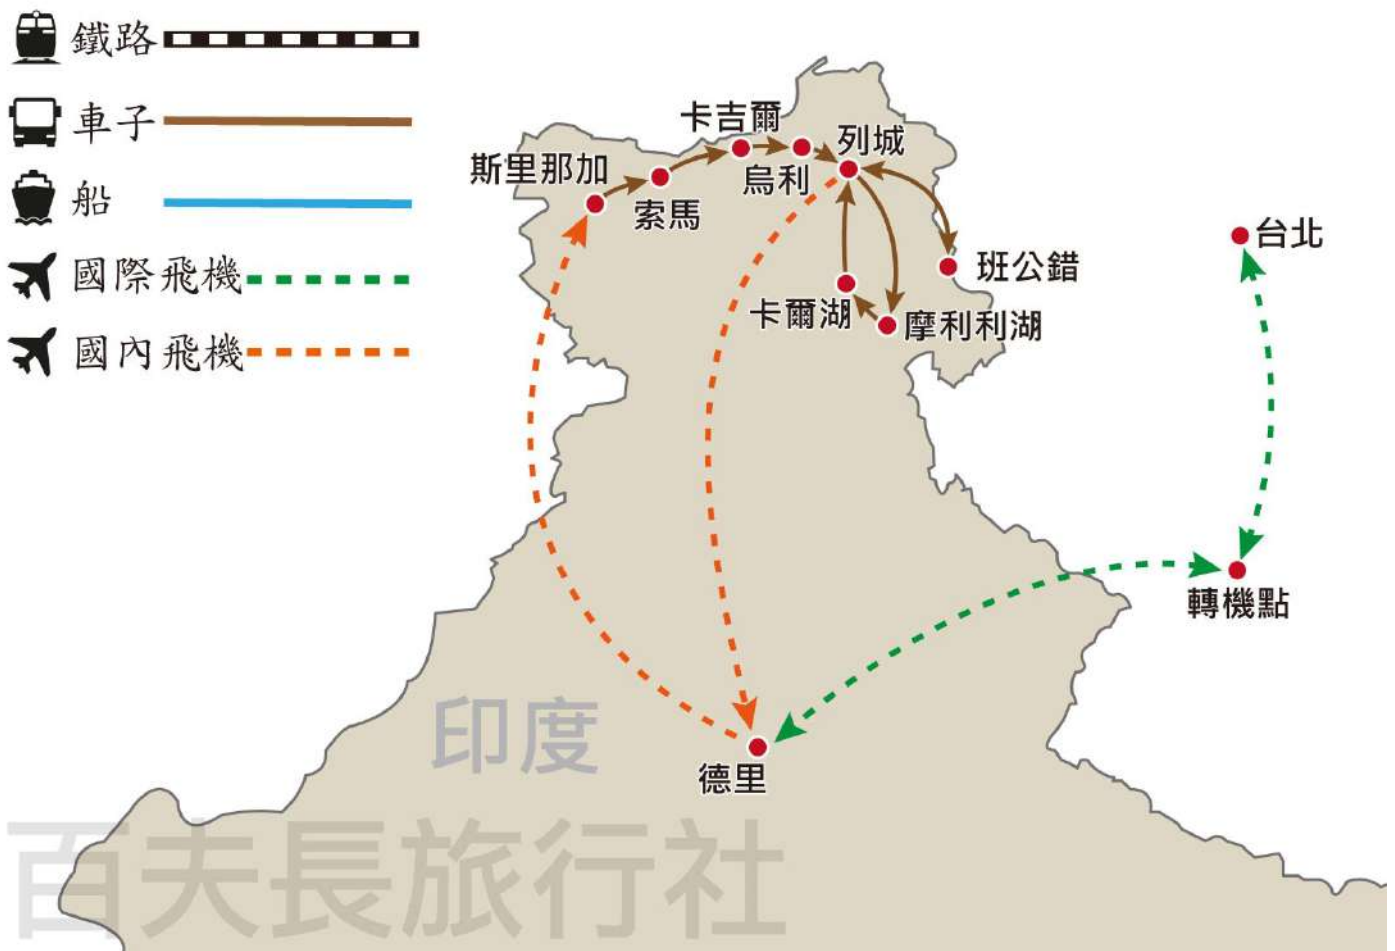 鐵路
車子
船
國際飛機
國內飛機
卡吉爾
列城
斯里那加
烏利
索馬
台北
班公錯
卡爾湖
摩利利湖
轉機點
印度
德里
百夫長旅行社